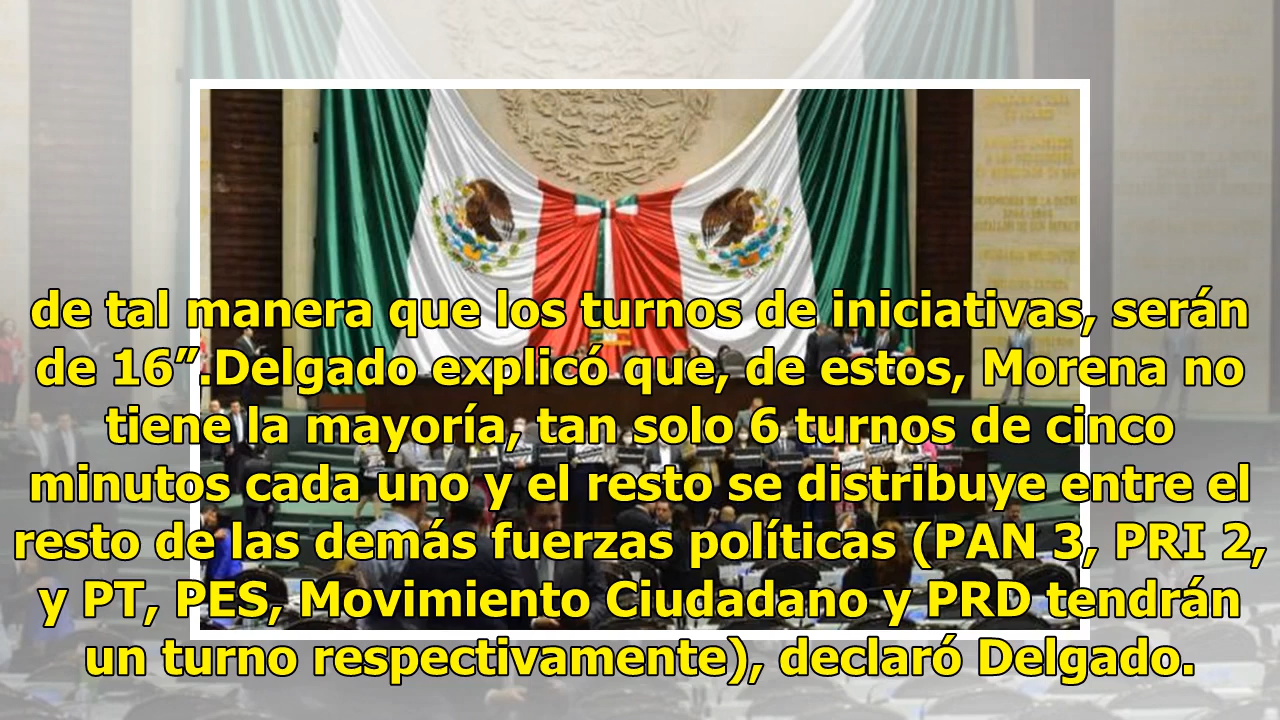 de tal manera que los turnos de iniciativas, serán
de 16”.Delgado explicó que, de estos, Morena no
tiene la mayoría, tan solo 6 turnos de cinco
minutos cada uno y el resto se distribuye entre el
resto de las demás fuerzas políticas (PAN 3, PRI 2,
y PT, PES, Movimiento Ciudadano y PRD tendrán
un turno respectivamente), declaró Delgado.